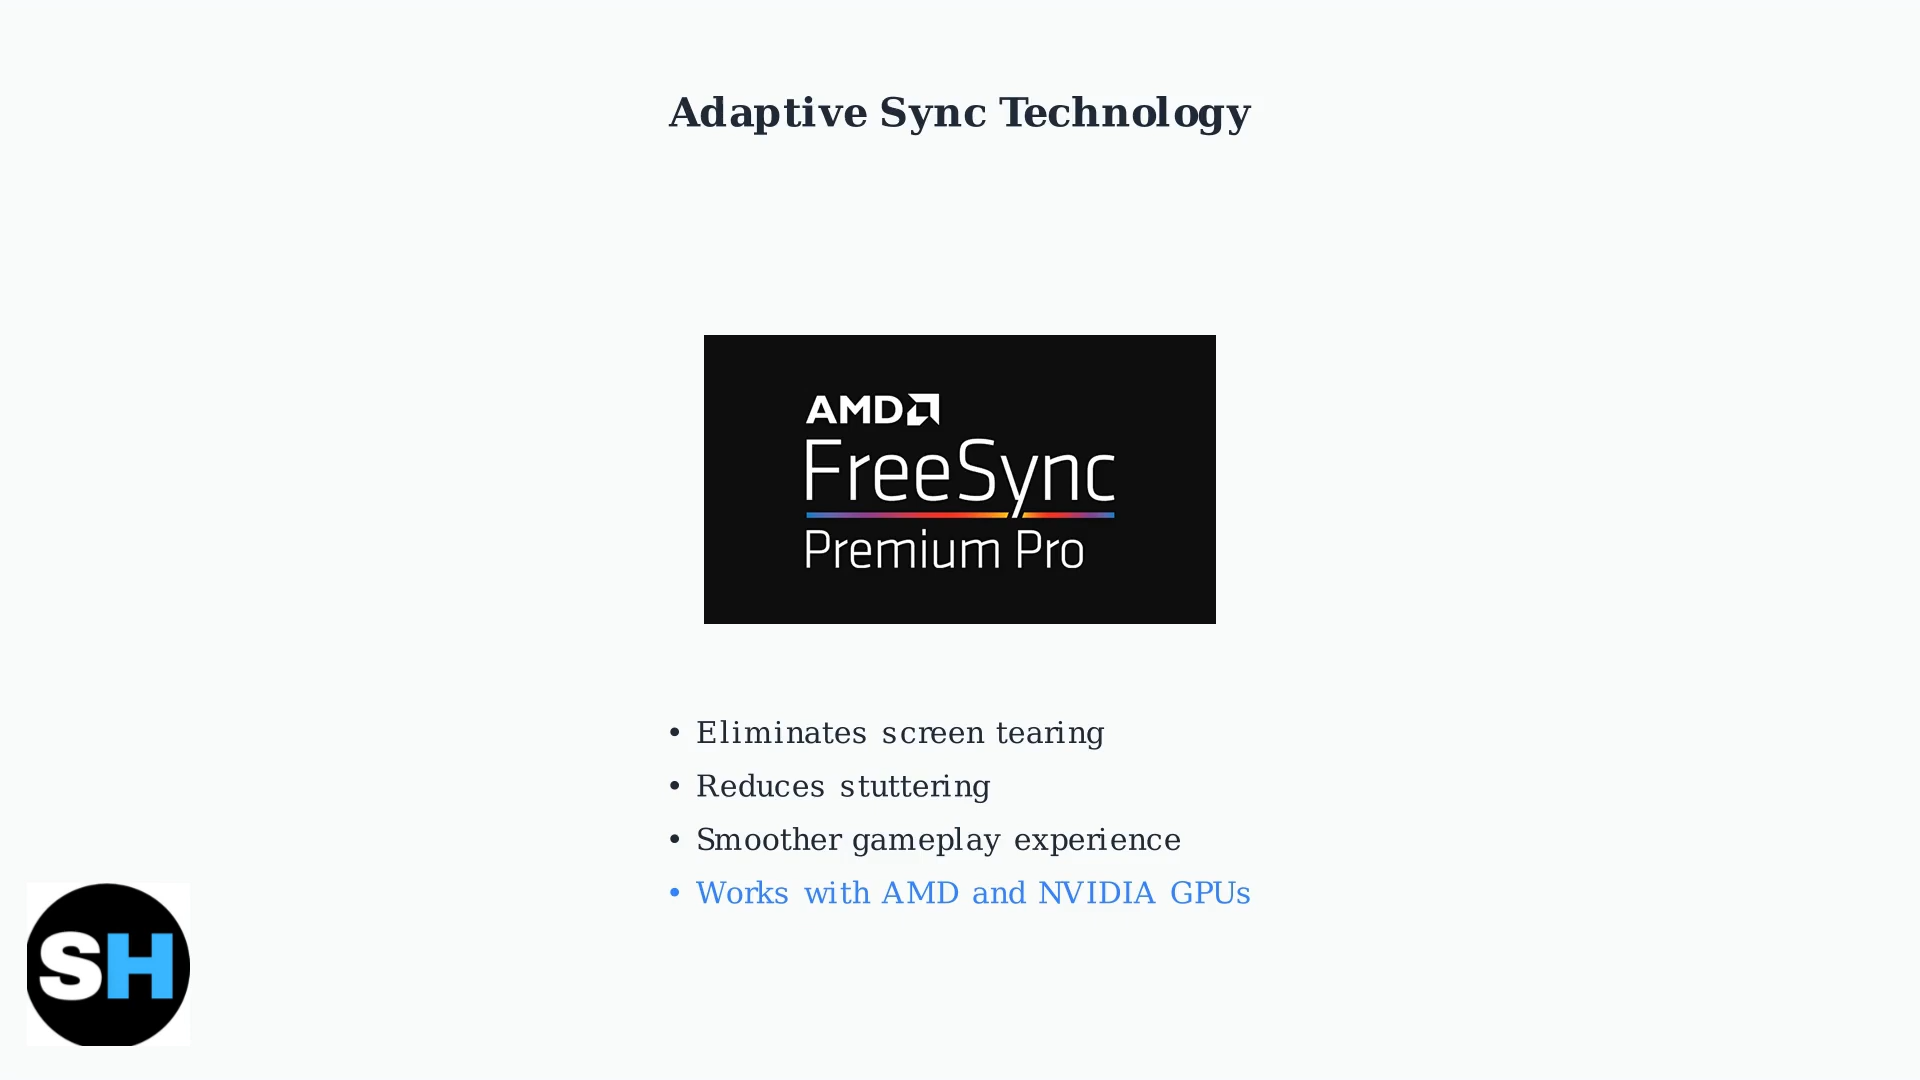 Adaptive Sync Technology
AMD
FreeSync
Premium Pro
• Eliminates screen tearing
• Reduces stuttering
• Smoother gameplay experience
• Works with AMD and NVIDIA GPUs
SH